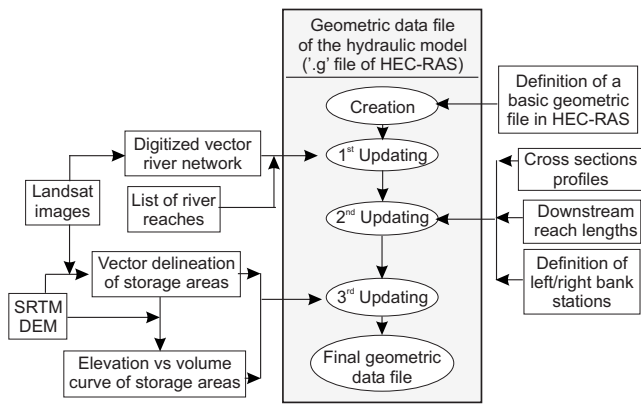 Geometric data file
of the hydraulic model
('.g' file of HEC-RAS)
Creation
Definition of a
basic geometric
file in HEC-RAS
Digitized vector
river network
1st Updating
Landsat
images
List of river
reaches
Cross sections
profiles
2nd Updating
Downstream
reach lengths
Definition of
left/right bank
stations
Vector delineation
of storage areas
SRTM
DEM
3rd Updating
Elevation vs volume
curve of storage areas
Final geometric
data file